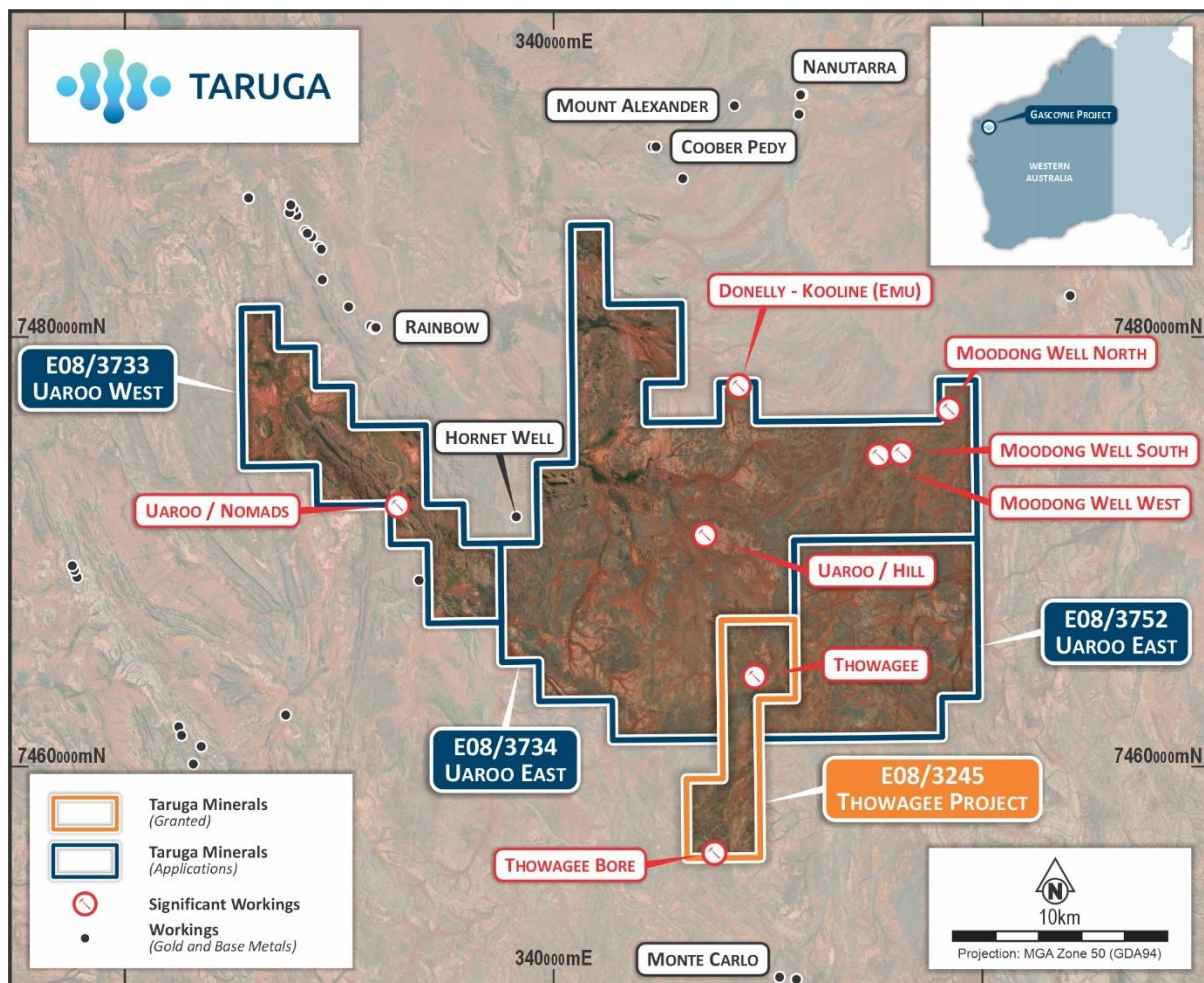 TARUGA
340000mE
NANUTARRA
MOUNT ALEXANDER
COOBER PEDY
GASCOYNE PROJECT
WESTERN
AUSTRALIA
DONELLY - KOOLINE (EMU)
7480000mN
RAINBOW
7480000mN
MOODONG WELL NORTH
E08/3733
UAROO WEST
HORNET WELL
MOODONG WELL SOUTH
MOODONG WELL WEST
UAROO / NOMADS
UAROO / HILL
E08/3752
UAROO EAST
THOWAGEE
E08/3734
UAROO EAST
7460000mN
7460000mN
E08/3245
THOWAGEE PROJECT
THOWAGEE BORE
Taruga Minerals
(Granted)
Taruga Minerals
(Applications)
Significant Workings
Workings
(Gold and Base Metals)
340000mE
MONTE CARLO
N
10km
Projection: MGA Zone 50 (GDA94)